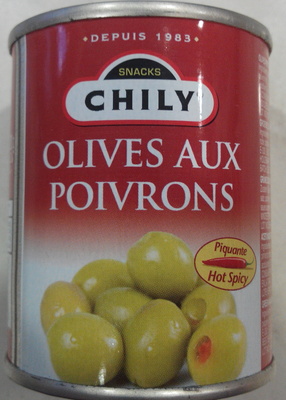 •DEPUIS 1983•
SNACKS
CHILY
OLIVES AUX
POIVRONS
Piquante
Hot Spicy